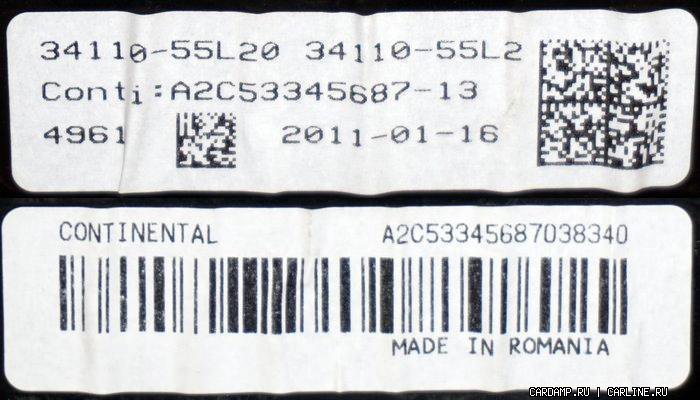 34110-55L20 34110-55L2
Conti:A2C53345687-13
4961 2011-01-16
CONTINENTAL A2C53345687038340
MADE IN ROMANIA
CARDAMP.RU | CARLINE.RU